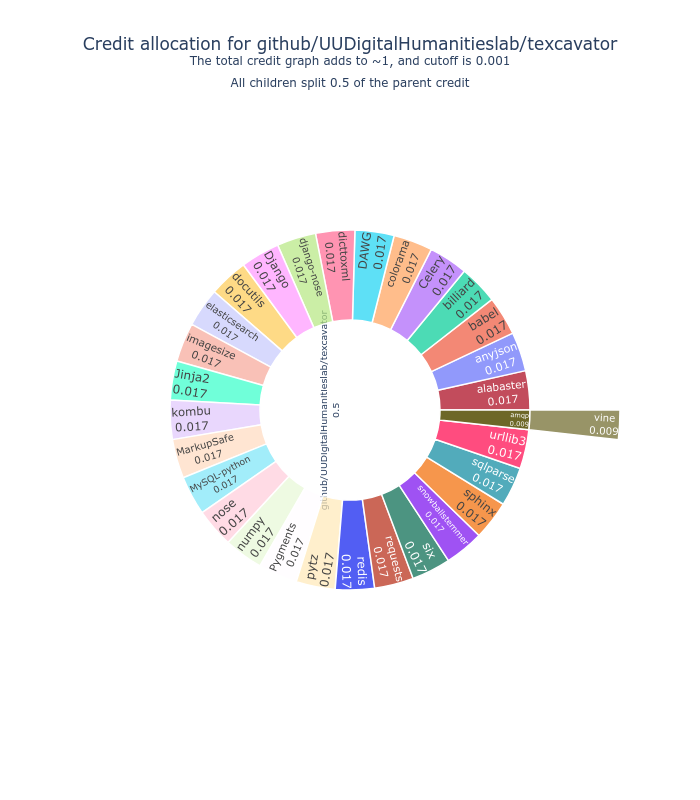 Credit allocation for github/UUDigitalHumanitieslab/texcavator
The total credit graph adds to ~1, and cutoff is 0.001
All children split 0.5 of the parent credit
github/UUDigitalHumanitieslab/texcavator
0.5
alabaster
0.017
anyjson
0.017
babel
0.017
billiard
0.017
Celery
0.017
colorama
0.017
DAWG
0.017
dicttoxml
0.017
django-nose
0.017
Django
0.017
docutils
0.017
elasticsearch
0.017
imagesize
0.017
Jinja2
0.017
kombu
0.017
MarkupSafe
0.017
MySQL-python
0.017
nose
0.017
numpy
0.017
Pygments
0.017
pytz
0.017
redis
0.017
requests
0.017
six
0.017
snowballstemmer
0.017
sphinx
0.017
sqlparse
0.017
urllib3
0.017
amqp
0.009
vine
0.009